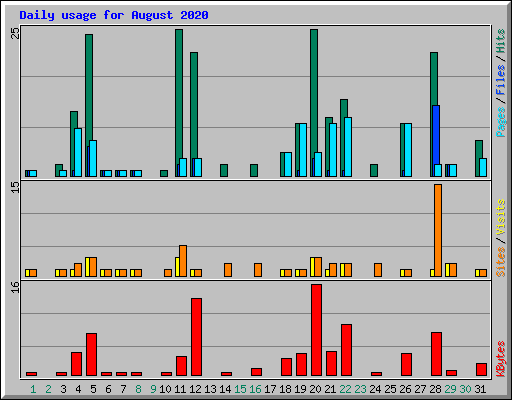 Daily usage for August 2020
25
Pages/Files/Hits
15
Sites/Visits
16
KBytes
1 2 3 4 5 6 7 8 9 10 11 12 13 14 15 16 17 18 19 20 21 22 23 24 25 26 27 28 29 30 31